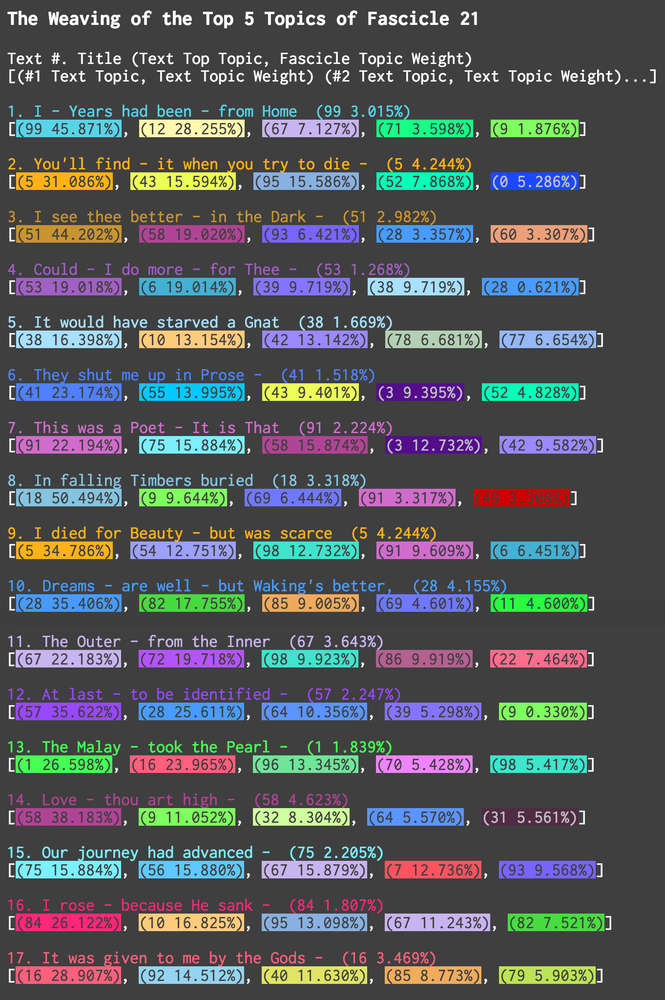 The Weaving of the Top 5 Topics of Fascicle 21
Text #. Title (Text Top Topic, Fascicle Topic Weight)
[(#1 Text Topic, Text Topic Weight) (#2 Text Topic, Text Topic Weight)...]
1. I – Years had been – from Home (99 3.015%)
[(99 45.871%), (12 28.255%), (67 7.127%), (71 3.598%), (9 1.876%)]
2. You'll find – it when you try to die – (5 4.244%)
[(5 31.086%), (43 15.594%), (95 15.586%), (52 7.868%), (0 5.286%)]
3. I see thee better – in the Dark – (51 2.982%)
[(51 44.202%), (58 19.020%), (93 6.421%), (28 3.357%), (60 3.307%)]
4. Could – I do more – for Thee – (53 1.268%)
[(53 19.018%), (6 19.014%), (39 9.719%), (38 9.719%), (28 0.621%)]
5. It would have starved a Gnat (38 1.669%)
[(38 16.398%), (10 13.154%), (42 13.142%), (78 6.681%), (77 6.654%)]
6. They shut me up in Prose – (41 1.518%)
[(41 23.174%), (55 13.995%), (43 9.401%), (3 9.395%), (52 4.828%)]
7. This was a Poet – It is That (91 2.224%)
[(91 22.194%), (75 15.884%), (58 15.874%), (3 12.732%), (42 9.582%)]
8. In falling Timbers buried (18 3.318%)
[(18 50.494%), (9 9.644%), (69 6.444%), (91 3.317%), (49 3.308%)]
9. I died for Beauty – but was scarce (5 4.244%)
[(5 34.786%), (54 12.751%), (98 12.732%), (91 9.609%), (6 6.451%)]
10. Dreams – are well – but Waking's better, (28 4.155%)
[(28 35.406%), (82 17.755%), (85 9.005%), (69 4.601%), (11 4.600%)]
11. The Outer – from the Inner (67 3.643%)
[(67 22.183%), (72 19.718%), (98 9.923%), (86 9.919%), (22 7.464%)]
12. At last – to be identified – (57 2.247%)
[(57 35.622%), (28 25.611%), (64 10.356%), (39 5.298%), (9 0.330%)]
13. The Malay – took the Pearl – (1 1.839%)
[(1 26.598%), (16 23.965%), (96 13.345%), (70 5.428%), (98 5.417%)]
14. Love – thou art high – (58 4.623%)
[(58 38.183%), (9 11.052%), (32 8.304%), (64 5.570%), (31 5.561%)]
15. Our journey had advanced – (75 2.205%)
[(75 15.884%), (56 15.880%), (67 15.879%), (7 12.736%), (93 9.568%)]
16. I rose – because He sank – (84 1.807%)
[(84 26.122%), (10 16.825%), (95 13.098%), (67 11.243%), (82 7.521%)]
17. It was given to me by the Gods – (16 3.469%)
[(16 28.907%), (92 14.512%), (40 11.630%), (85 8.773%), (79 5.903%)]